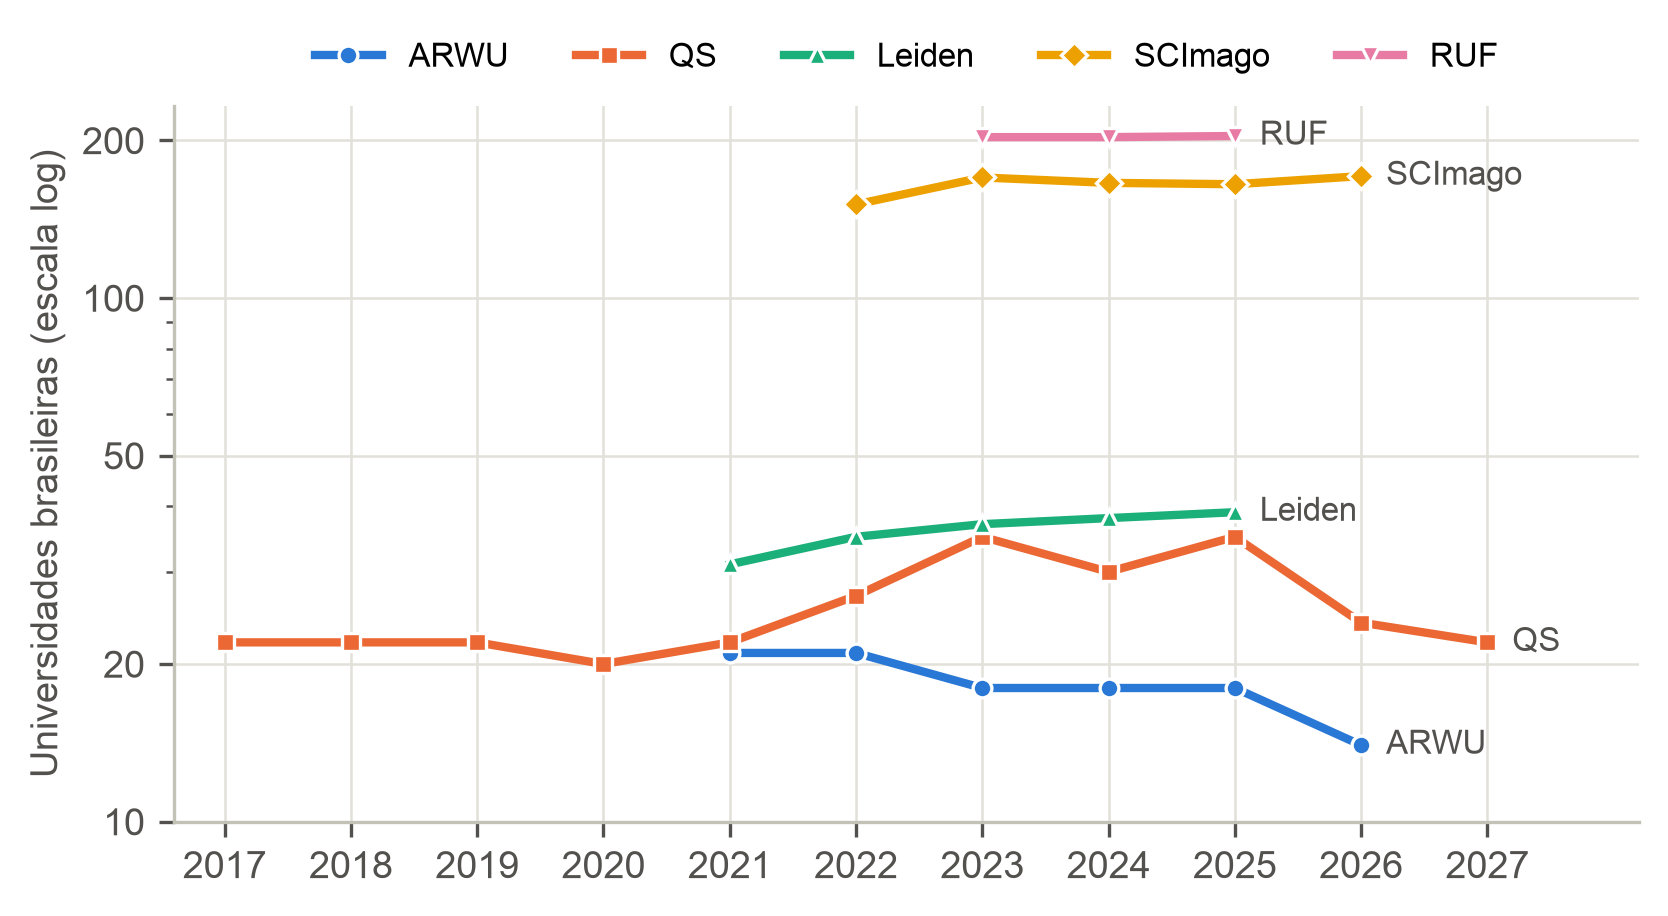 ARWU QS Leiden SCImago RUF
Universidades brasileiras (escala log)
200
100
50
20
10
RUF
SCImago
Leiden
QS
ARWU
2017 2018 2019 2020 2021 2022 2023 2024 2025 2026 2027